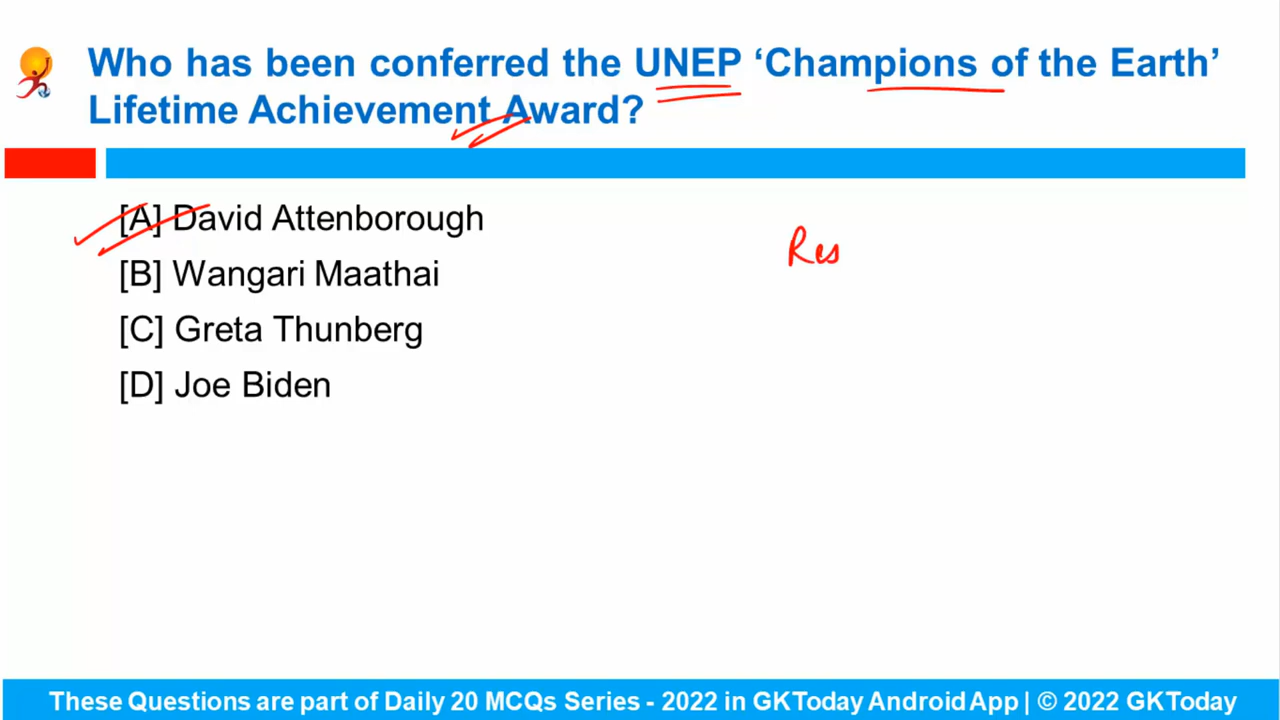 Who has been conferred the UNEP ‘Champions of the Earth’
Lifetime Achievement Award?
[A] David Attenborough
Res
[B] Wangari Maathai
[C] Greta Thunberg
[D] Joe Biden
These Questions are part of Daily 20 MCQs Series - 2022 in GKToday Android App | © 2022 GKToday